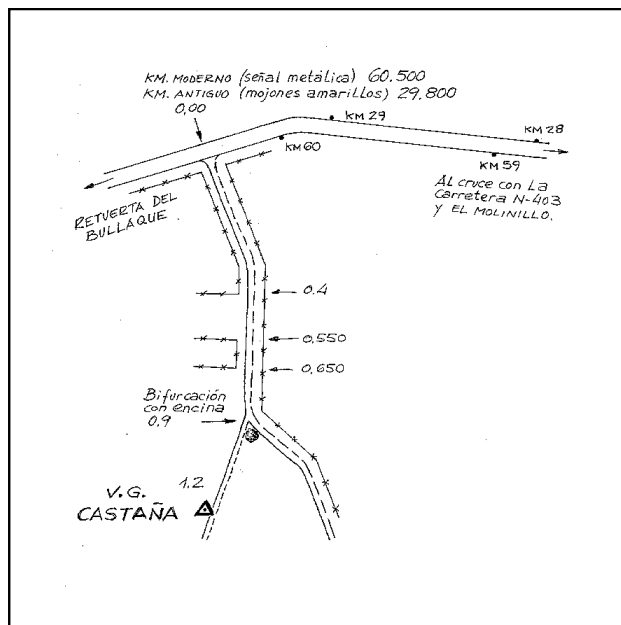 KM. MODERNO (señal metálica) 60.500
KM. ANTIGUO (mojones amarillos) 29.800
0,00
KM 29
KM 28
KM 60
KM 59
RETUERTA DEL
BULLAQUE
Al cruce con La
Carretera N-403
y EL MOLINILLO.
0.4
0,550
0,650
Bifurcación
con encina
0.9
1.2
V.G.
CASTAÑA